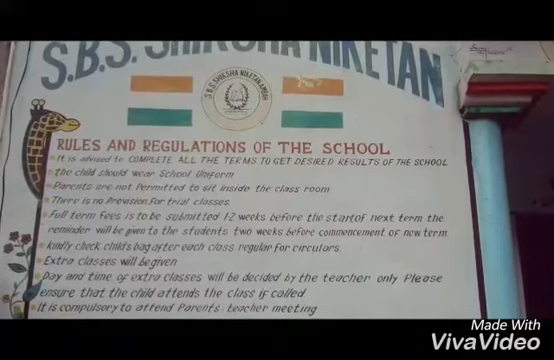 S.B.S. SHIKSHA NIKETAN
S.B.S SHIKSHA NIKETAN
RULES AND REGULATIONS OF THE SCHOOL
It is advised to COMPLETE ALL THE TERMS TO GET DESIRED RESULTS OF THE SCHOOL
the child should wear School Uniform
Parents are not Permitted to sit inside the class room
There is no Provision For trial classes.
Full term Fees is to be submitted 1-2 weeks before the start of next term the
reminder will be given to the students two weeks before commencement of new term.
kindly check child's bag after each class regular for circulars.
Extra classes will be given
Day and time of extra classes will be decided by the teacher only Please
ensure that the child attends the class if called
It is compulsory to attend Parents-teacher meeting
Made With
VivaVideo